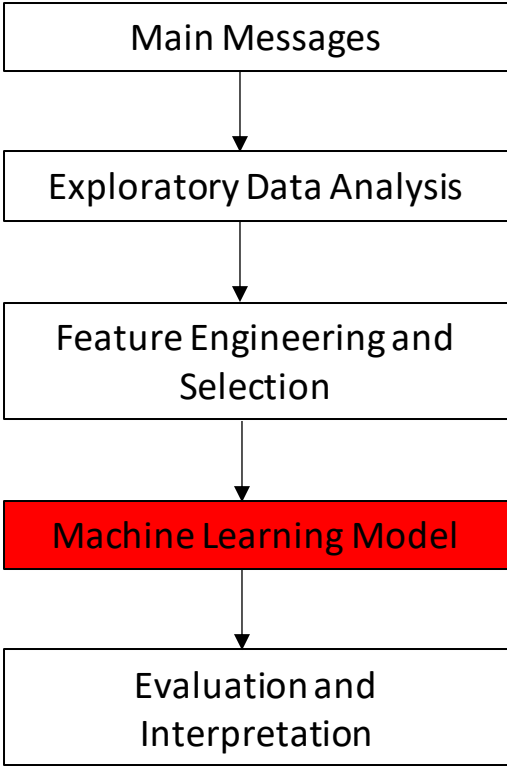 Main Messages
Exploratory Data Analysis
Feature Engineering and
Selection
Machine Learning Model
Evaluation and
Interpretation